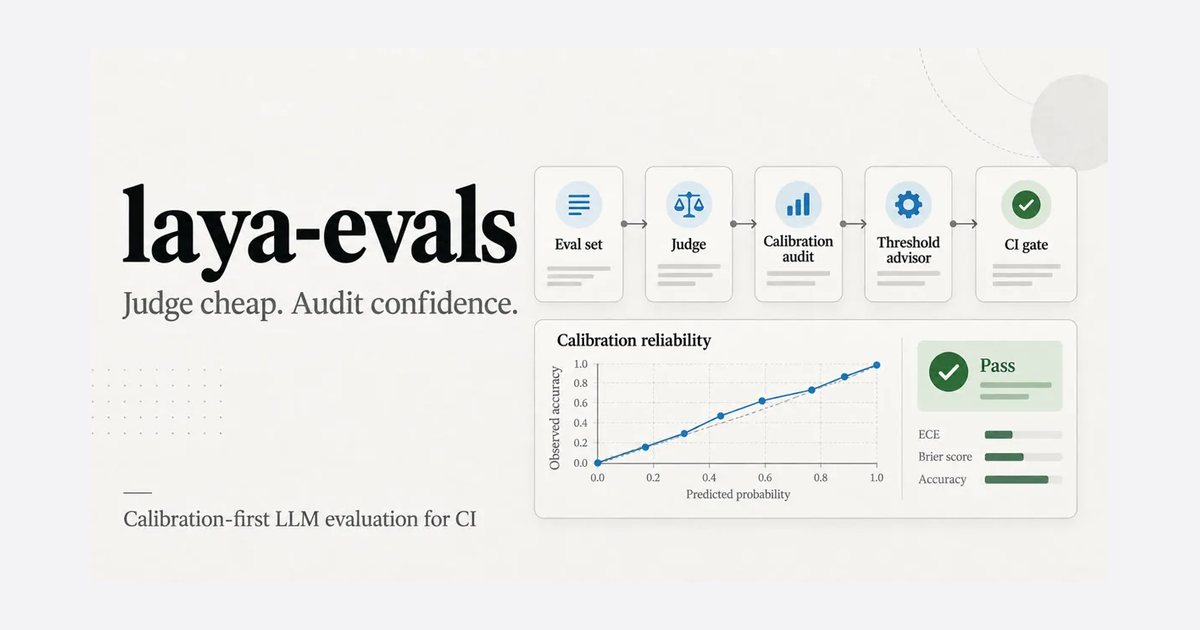 laya-evals
Judge cheap. Audit confidence.
Calibration-first LLM evaluation for CI
Eval set
Judge
Calibration
audit
Threshold
advisor
CI gate
Calibration reliability
Observed accuracy
1.0
0.8
0.6
0.4
0.2
0.0
0.0 0.2 0.4 0.6 0.8 1.0
Predicted probability
Pass
ECE
Brier score
Accuracy